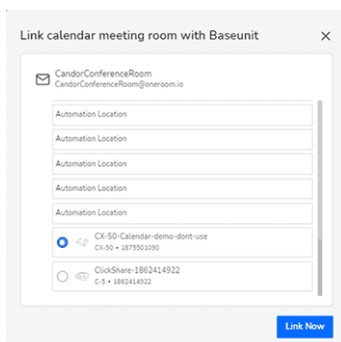 Link calendar meeting room with Baseunit
CandorConferenceRoom
CandorConferenceRoom@oneroom.io
Automation Location
Automation Location
Automation Location
Automation Location
Automation Location
CX-50-Calendar-demo-dont-use
CX-50 • 1875501090
ClickShare-1862414922
C-5 • 1862414922
Link Now